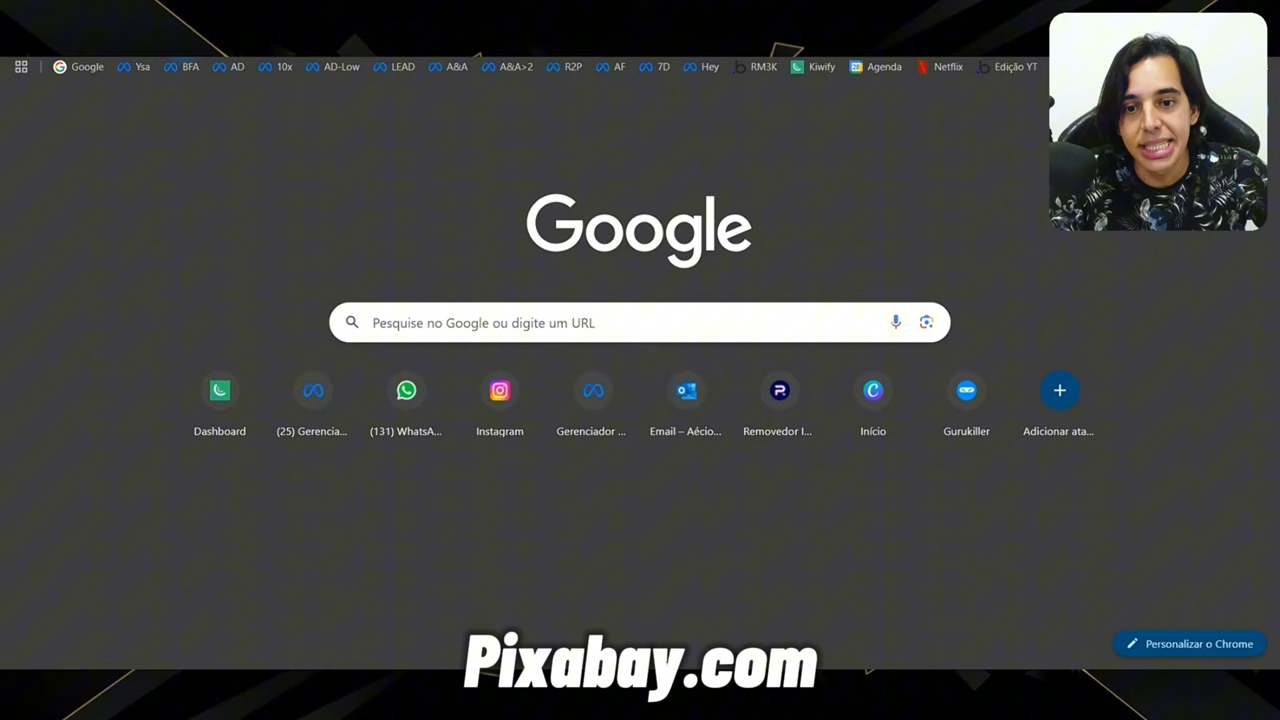 Google Ysa BFA AD 10x AD-Low LEAD A&A A&A>2 R2P AF 7D Hey RM3K Kiwify Agenda Netflix Edição YT
Google
Pesquise no Google ou digite um URL
Dashboard (25) Gerencia... (131) WhatsA... Instagram Gerenciador ... Email – Aécio... Removedor I... Início Gurukiller Adicionar ata...
Personalizar o Chrome
Pixabay.com